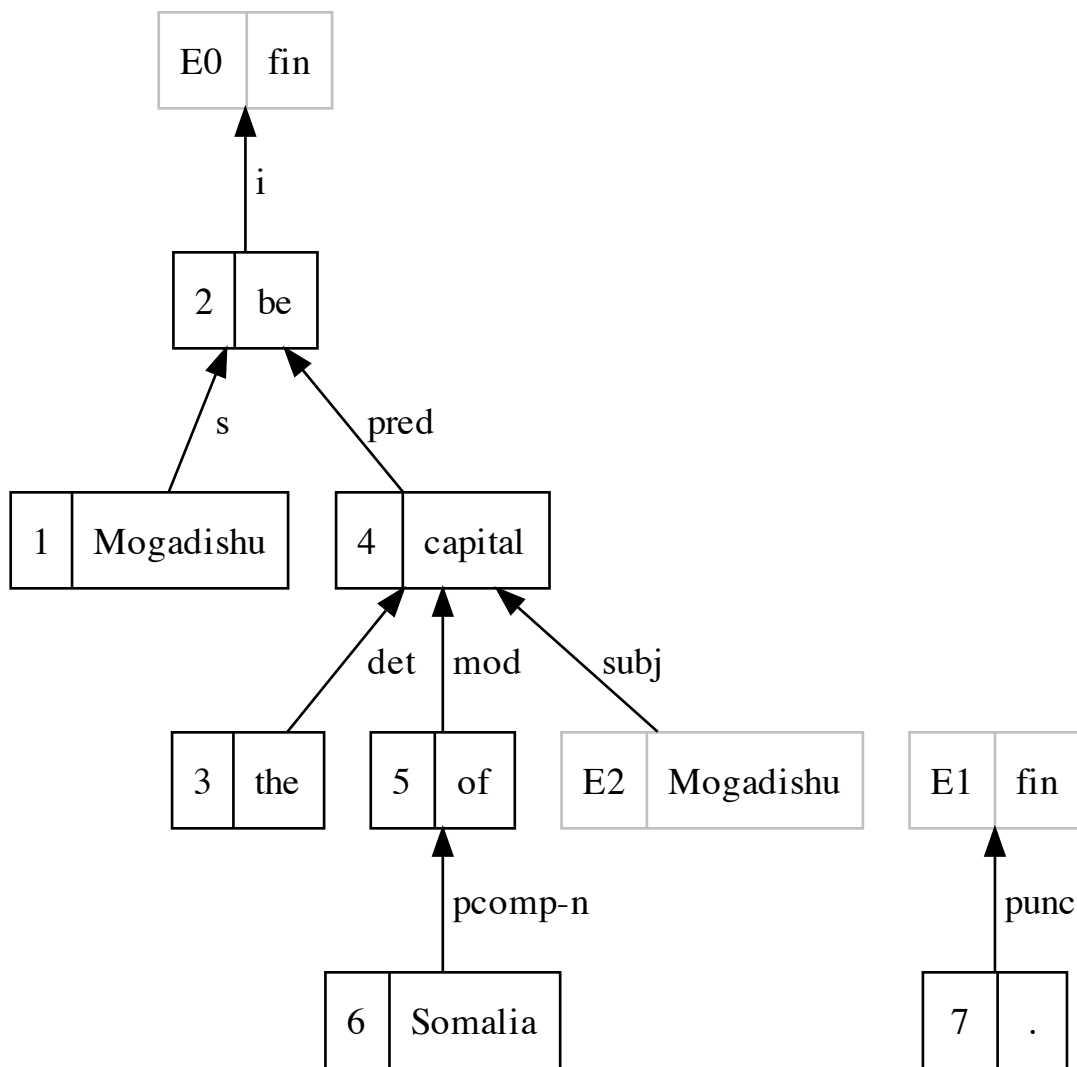 E0 fin
i
2 be
s pred
1 Mogadishu 4 capital
det mod subj
3 the 5 of E2 Mogadishu E1 fin
pcomp-n punc
6 Somalia 7 .